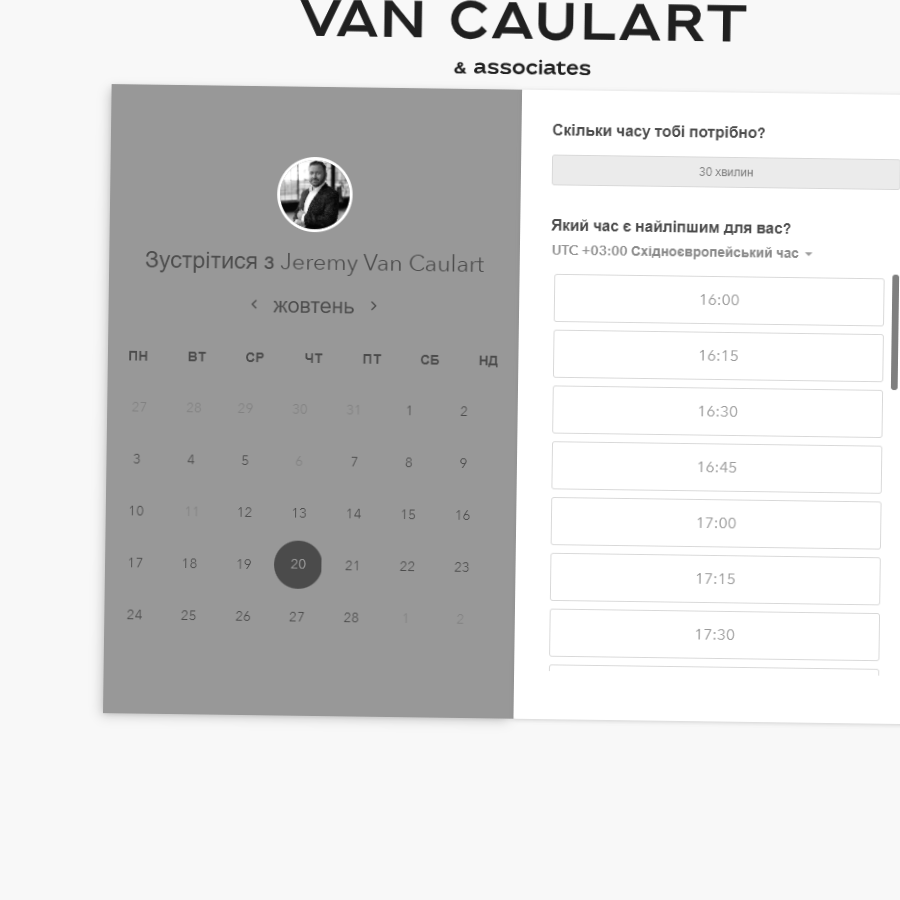 VAN CAULART
& associates
Зустрітися з Jeremy Van Caulart
жовтень
ПН ВТ СР ЧТ ПТ СБ НД
27 28 29 30 31 1 2
3 4 5 6 7 8 9
10 11 12 13 14 15 16
17 18 19 20 21 22 23
24 25 26 27 28 1 2
Скільки часу тобі потрібно?
30 хвилин
Який час є найліпшим для вас?
UTC +03:00 Східноєвропейський час
16:00
16:15
16:30
16:45
17:00
17:15
17:30